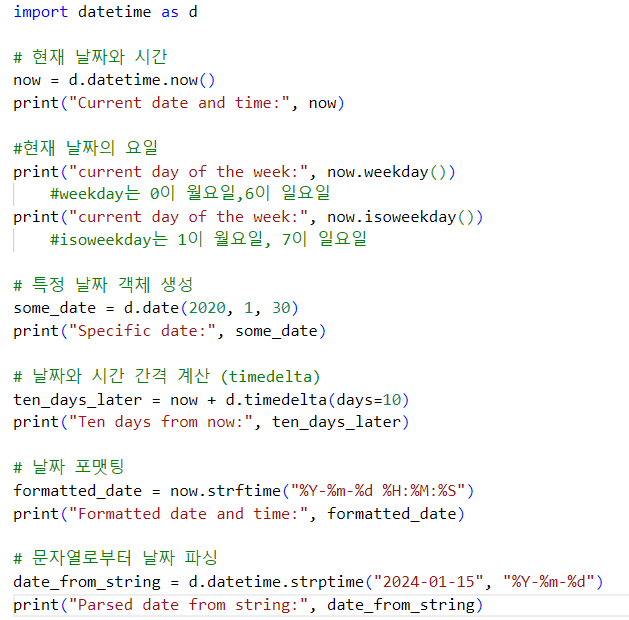 import datetime as d
# 현재 날짜와 시간
now = d.datetime.now()
print("Current date and time:", now)
#현재 날짜의 요일
print("current day of the week:", now.weekday())
#weekday는 0이 월요일,6이 일요일
print("current day of the week:", now.isoweekday())
#isoweekday는 1이 월요일, 7이 일요일
# 특정 날짜 객체 생성
some_date = d.date(2020, 1, 30)
print("Specific date:", some_date)
# 날짜와 시간 간격 계산 (timedelta)
ten_days_later = now + d.timedelta(days=10)
print("Ten days from now:", ten_days_later)
# 날짜 포맷팅
formatted_date = now.strftime("%Y-%m-%d %H:%M:%S")
print("Formatted date and time:", formatted_date)
# 문자열로부터 날짜 파싱
date_from_string = d.datetime.strptime("2024-01-15", "%Y-%m-%d")
print("Parsed date from string:", date_from_string)